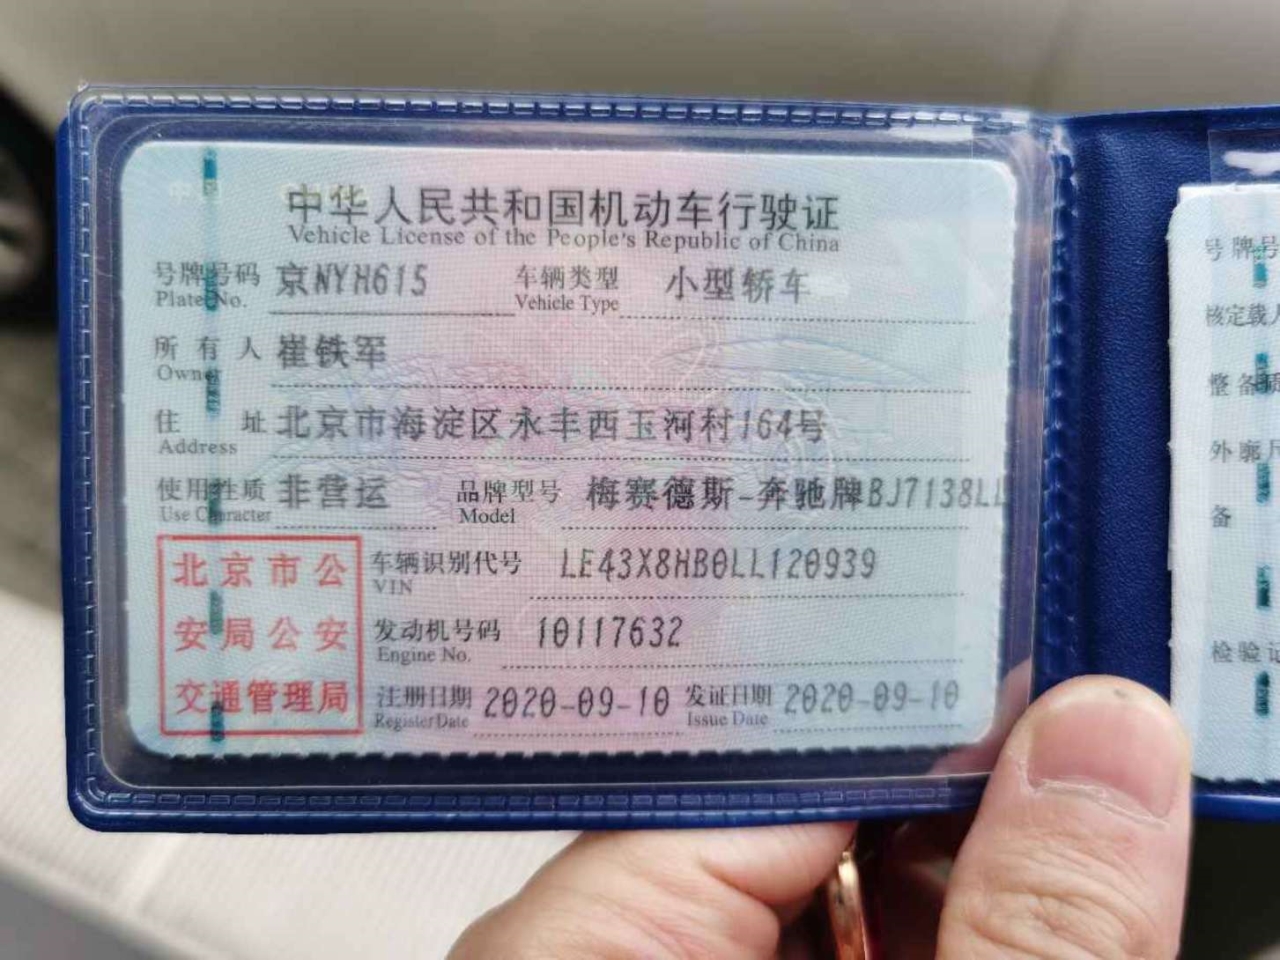 中华人民共和国机动车行驶证
Vehicle License of the People's Republic of China
号牌号码 京NYH615 车辆类型 小型轿车
Plate No. Vehicle Type
所有人 崔铁军
Owner
住址 北京市海淀区永丰西玉河村164号
Address
使用性质 非营运 品牌型号 梅赛德斯-奔驰牌BJ7138LL
Use Character Model
北京市公
安局公安
交通管理局
车辆识别代号 LE43X8HB0LL120939
VIN
发动机号码 10117632
Engine No.
注册日期 2020-09-10 发证日期 2020-09-10
Register Date Issue Date
号牌号
核定载人
整备质
外廓尺
备
检验记